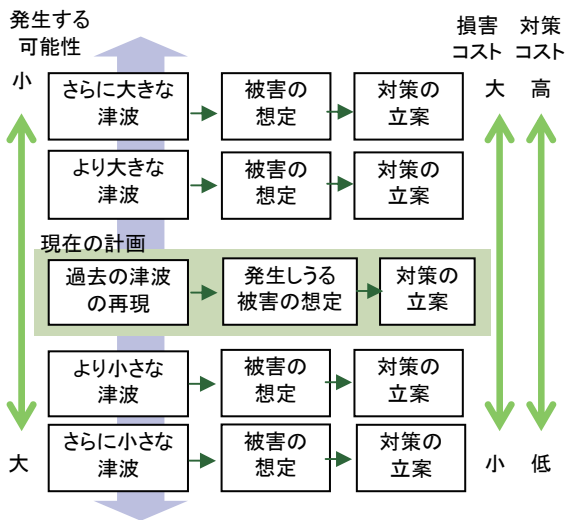 発生する
可能性
損害
コスト
対策
コスト
小
大
高
さらに大きな
津波
被害の
想定
対策の
立案
より大きな
津波
被害の
想定
対策の
立案
現在の計画
過去の津波
の再現
発生しうる
被害の想定
対策の
立案
より小さな
津波
被害の
想定
対策の
立案
さらに小さな
津波
被害の
想定
対策の
立案
大
小
低